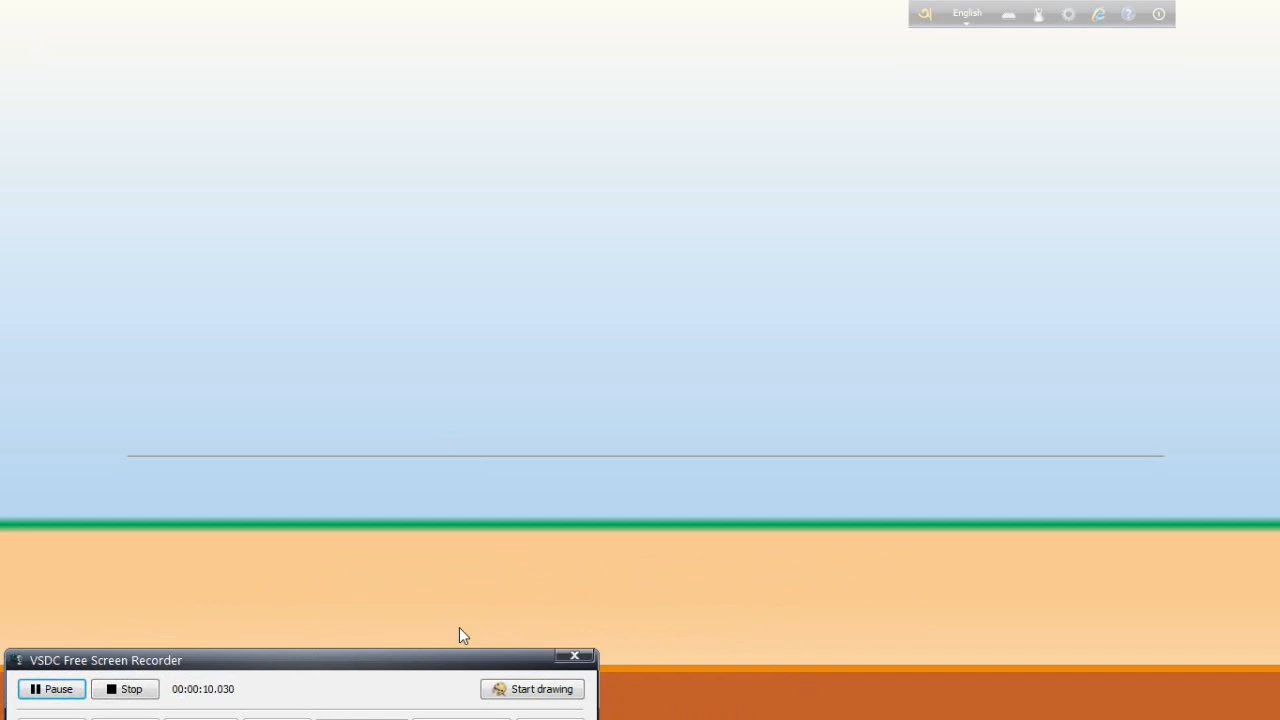 অ English
VSDC Free Screen Recorder
Pause Stop 00:00:10.030 Start drawing